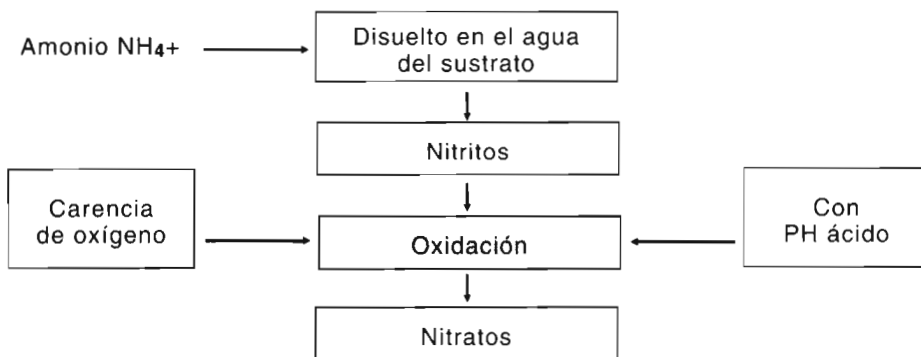 Amonio NH4+
Disuelto en el agua
del sustrato
Nitritos
Carencia
de oxígeno
Oxidación
Con
PH ácido
Nitratos